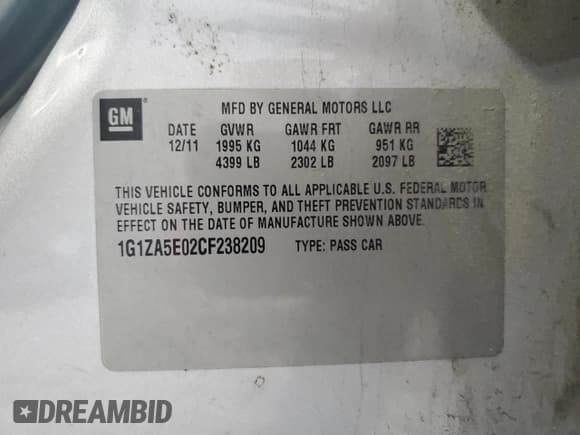 GM
MFD BY GENERAL MOTORS LLC
DATE GVWR GAWR FRT GAWR RR
12/11 1995 KG 1044 KG 951 KG
4399 LB 2302 LB 2097 LB
THIS VEHICLE CONFORMS TO ALL APPLICABLE U.S. FEDERAL MOTOR
VEHICLE SAFETY, BUMPER, AND THEFT PREVENTION STANDARDS IN
EFFECT ON THE DATE OF MANUFACTURE SHOWN ABOVE.
1G1ZA5E02CF238209 TYPE: PASS CAR
DREAMBID